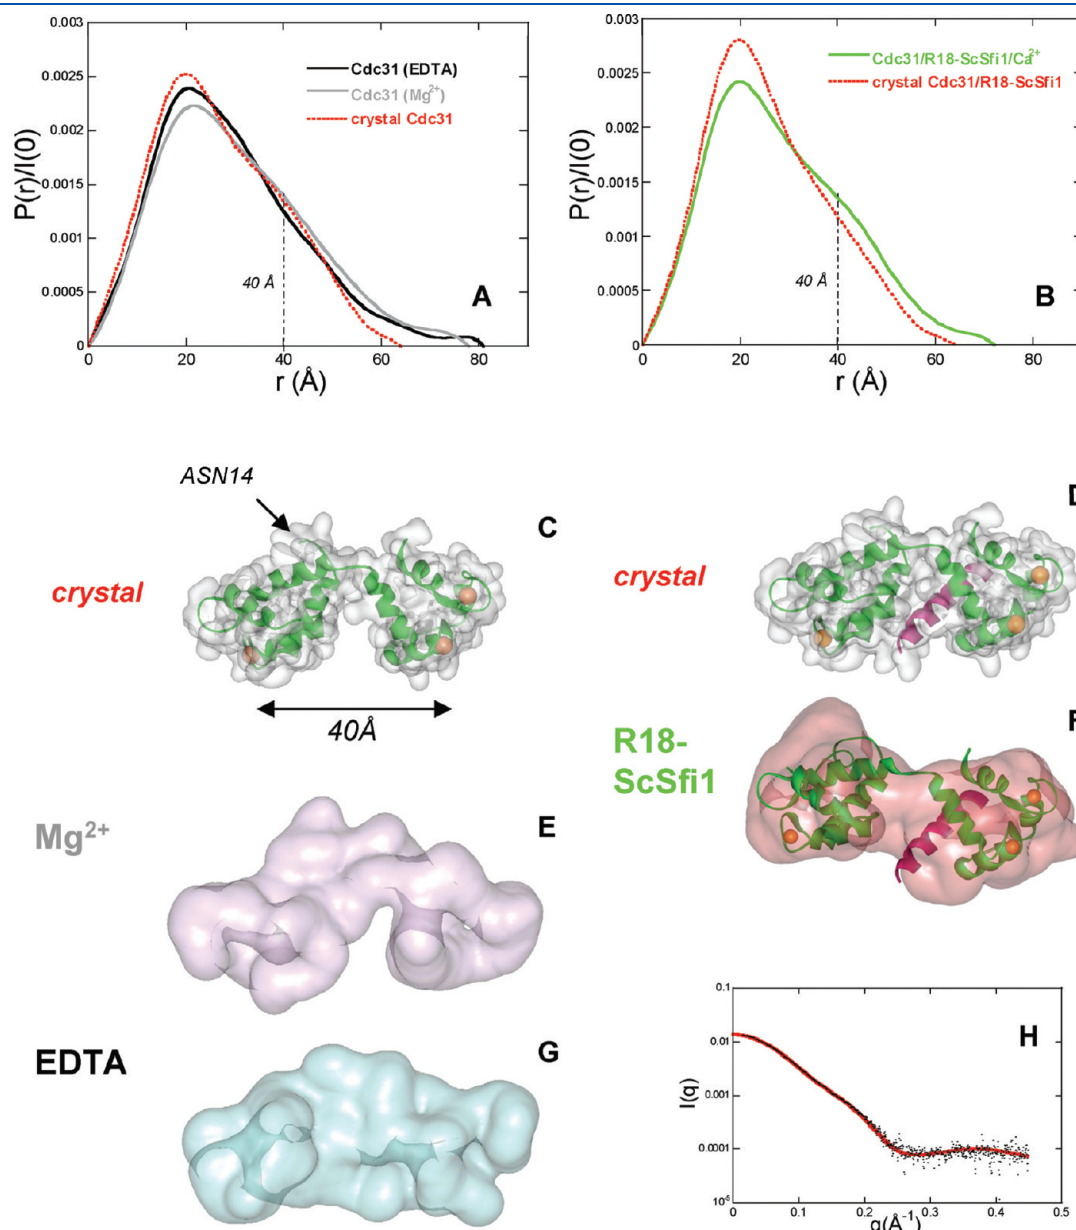 0.003
0.0025
0.002
0.0015
0.001
0.0005
0
P(r)/I(0)
Cdc31 (EDTA)
Cdc31 (Mg²⁺)
crystal Cdc31
40 Å
A
0 20 40 60 80
r (Å)
0.003
0.0025
0.002
0.0015
0.001
0.0005
0
P(r)/I(0)
Cdc31/R18-ScSfi1/Ca²⁺
crystal Cdc31/R18-ScSfi1
40 Å
B
0 20 40 60 80
r (Å)
ASN14
C
crystal
40Å
D
crystal
Mg²⁺
E
R18-
ScSfi1
F
EDTA
G
0.1
0.01
0.001
0.0001
10⁻⁵
I(q)
H
0 0.1 0.2 0.3 0.4 0.5
q(Å⁻¹)